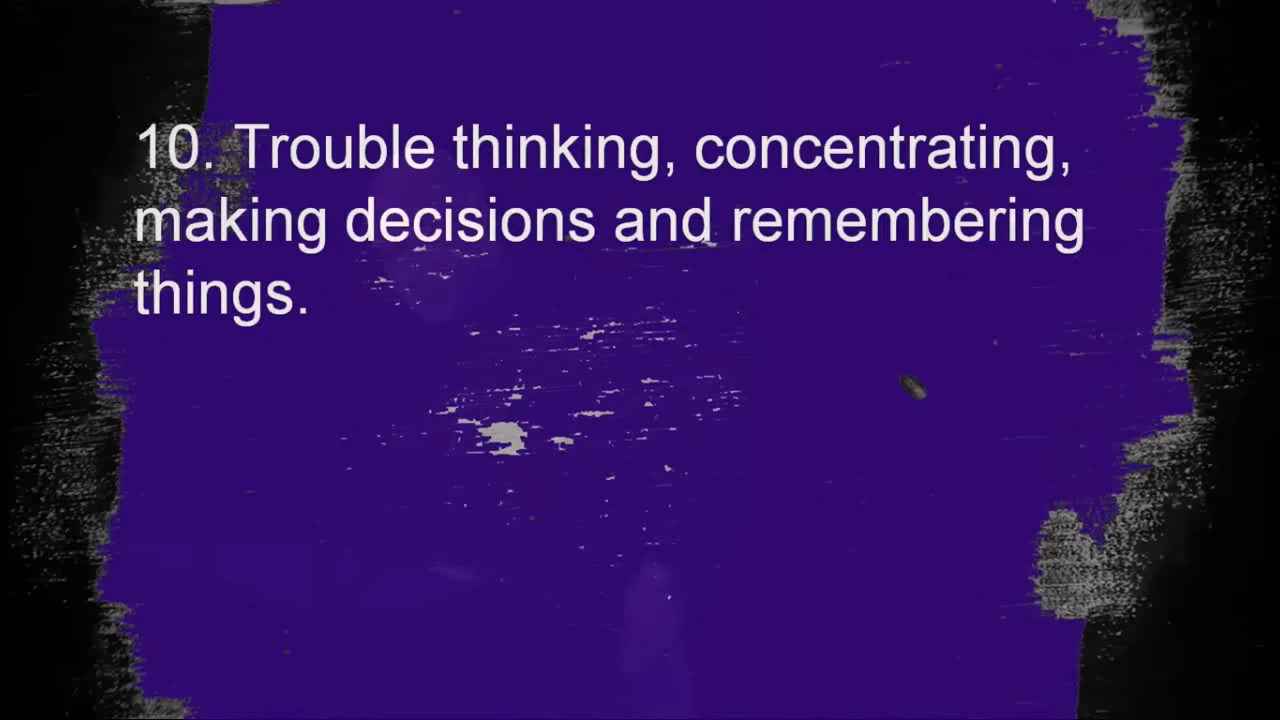 10. Trouble thinking, concentrating,
making decisions and remembering
things.